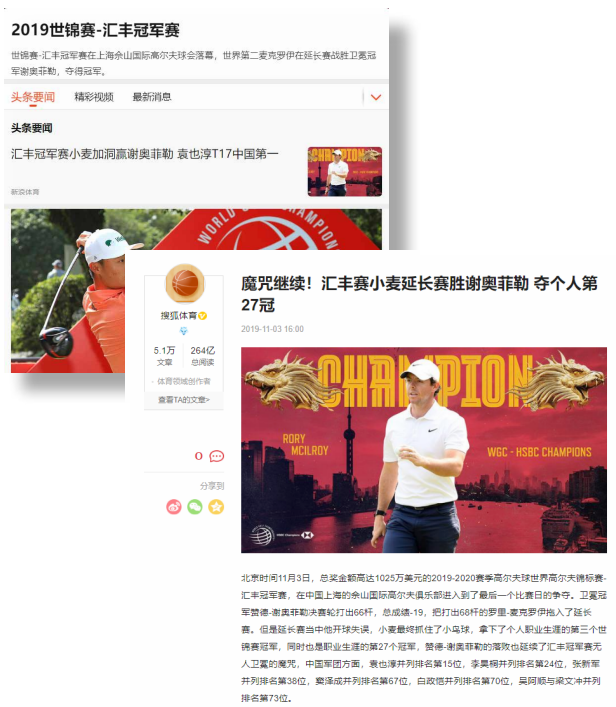 2019世锦赛-汇丰冠军赛
世锦赛-汇丰冠军赛在上海佘山国际高尔夫球会落幕，世界第二麦克罗伊在延长赛战胜卫冕冠
军谢奥菲勒，夺得冠军。
头条要闻 精彩视频 最新消息
头条要闻
汇丰冠军赛小麦加洞赢谢奥菲勒 袁也淳T17中国第一
CHAMPION
新浪体育
WORLD
CHAMPION
魔咒继续！汇丰赛小麦延长赛胜谢奥菲勒 夺个人第
27冠
2019-11-03 16:00
搜狐体育
5.1万 264亿
文章 总阅读
· 体育领域创作者
查看TA的文章>
0
分享到
CHAMPION
RORY
MCILROY
WGC - HSBC CHAMPIONS
北京时间11月3日，总奖金额高达1025万美元的2019-2020赛季高尔夫球世界高尔夫锦标赛-
汇丰冠军赛，在中国上海的佘山国际高尔夫俱乐部进入到了最后一个比赛日的争夺。卫冕冠
军赞德-谢奥菲勒决赛轮打出66杆，总成绩-19，把打出68杆的罗里-麦克罗伊拖入了延长
赛。但是延长赛当中他开球失误，小麦最终抓住了小鸟球，拿下了个人职业生涯的第三个世
锦赛冠军，同时也是职业生涯的第27个冠军，赞德-谢奥菲勒的落败也延续了汇丰冠军赛无
人卫冕的魔咒，中国军团方面，袁也淳并列排名第15位，李昊桐并列排名第24位，张新军
并列排名第38位，窦泽成并列排名第67位，白政恺并列排名第70位，吴阿顺与梁文冲并列
排名第73位。